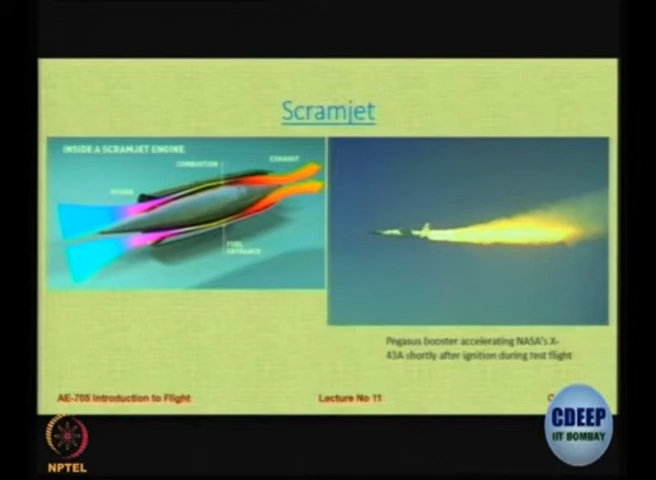 Scramjet
INSIDE A SCRAMJET ENGINE
COMBUSTION
EXHAUST
INTAKE
FUEL
ENTRANCE
Pegasus booster accelerating NASA's X-
43A shortly after ignition during test flight
AE-705 Introduction to Flight
Lecture No 11
C
CDEEP
IIT BOMBAY
NPTEL